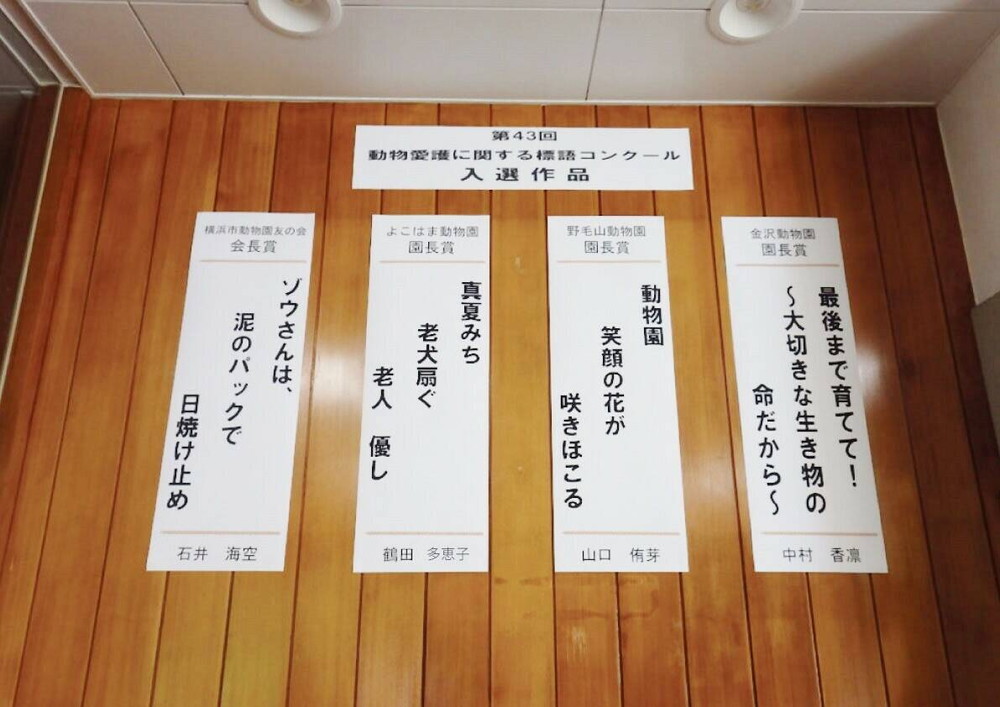 第43回
動物愛護に関する標語コンクール
入選作品
金沢動物園
園長賞
最後まで育てて！
～大切きな生き物の
命だから～
中村　香凛
野毛山動物園
園長賞
動物園
笑顔の花が
咲きほこる
山口　侑芽
よこはま動物園
園長賞
真夏みち
老犬扇ぐ
老人　優し
鶴田　多恵子
横浜市動物園友の会
会長賞
ゾウさんは、
泥のパックで
日焼け止め
石井　海空